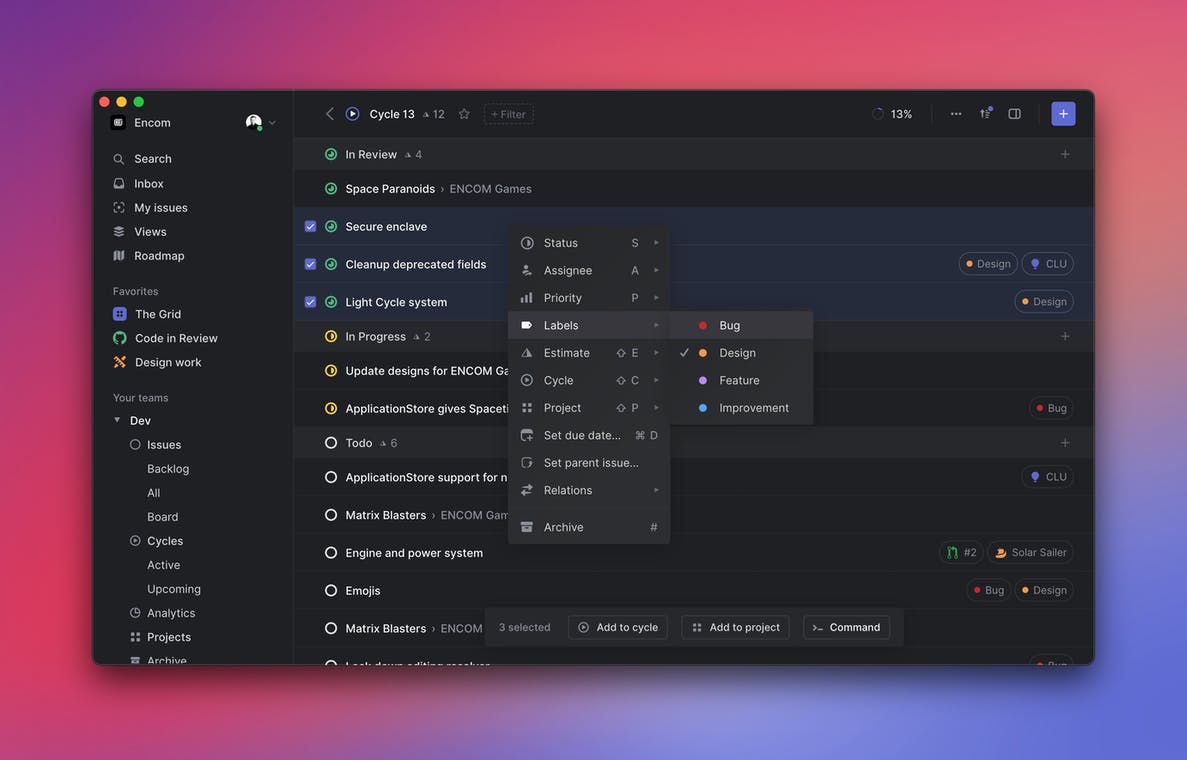 Encom
Search
Inbox
My issues
Views
Roadmap
Favorites
The Grid
Code in Review
Design work
Your teams
Dev
Issues
Backlog
All
Board
Cycles
Active
Upcoming
Analytics
Projects
Archive
Cycle 13 12 + Filter 13%
In Review 4
Space Paranoids › ENCOM Games
Secure enclave
Cleanup deprecated fields Design CLU
Light Cycle system Design
In Progress 2
Update designs for ENCOM Ga
ApplicationStore gives Spaceti Bug
Todo 6
ApplicationStore support for n CLU
Matrix Blasters › ENCOM Gam
Engine and power system #2 Solar Sailer
Emojis Bug Design
Matrix Blasters › ENCOM
Status S
Assignee A
Priority P
Labels
Estimate ⇧ E
Cycle ⇧ C
Project ⇧ P
Set due date... ⌘ D
Set parent issue...
Relations
Archive #
Bug
Design
Feature
Improvement
3 selected Add to cycle Add to project Command